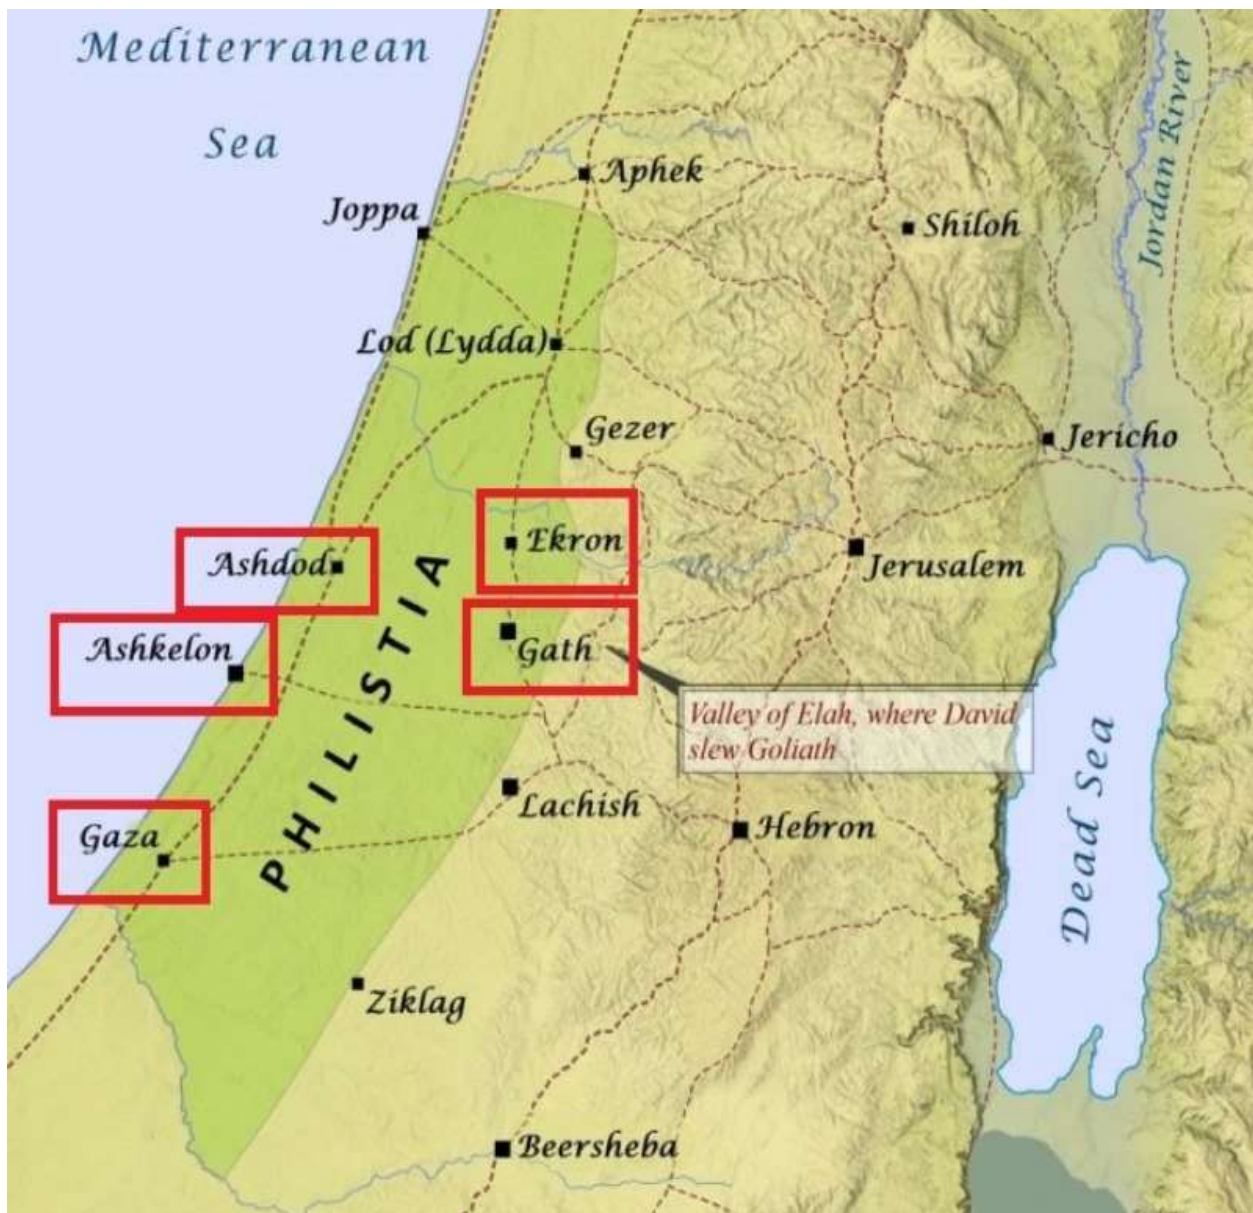 Mediterranean
Sea
Jordan River
Aphek
Joppa
Shiloh
Lod (Lydda)
Gezer
Jericho
Ekron
Ashdod
Jerusalem
PHILISTIA
Ashkelon
Gath
Valley of Elah, where David
slew Goliath
Lachish
Hebron
Gaza
Dead Sea
Ziklag
Beersheba